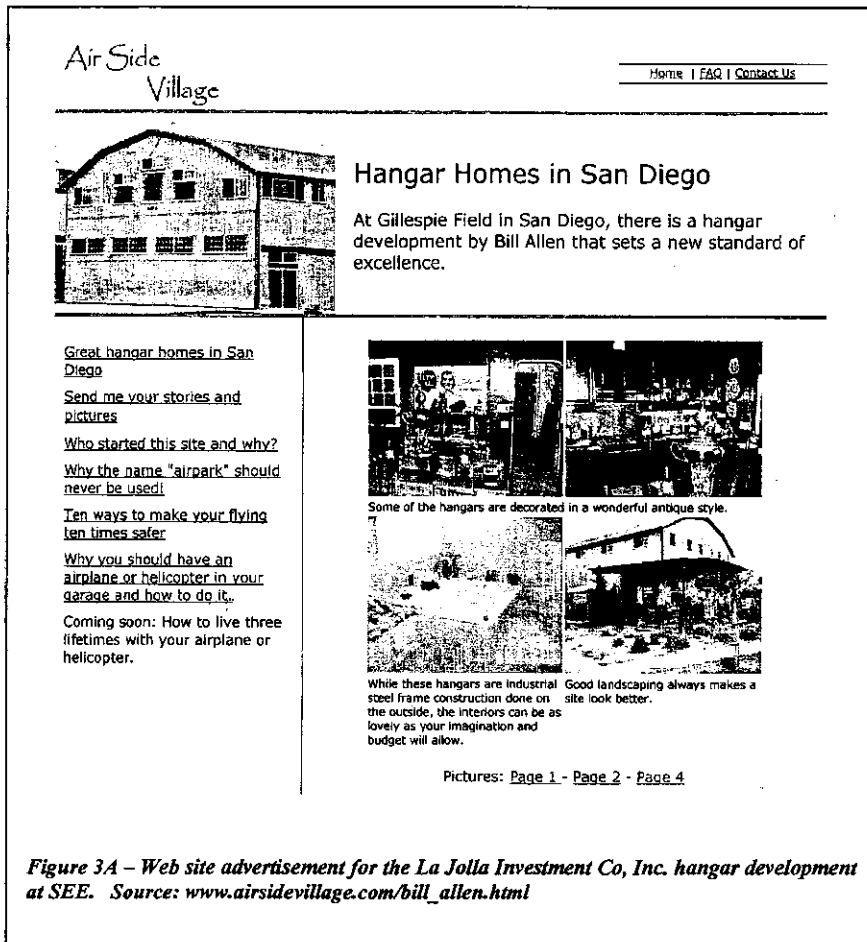 Air Side
Village
Home | FAQ | Contact Us
Hangar Homes in San Diego
At Gillespie Field in San Diego, there is a hangar
development by Bill Allen that sets a new standard of
excellence.
Great hangar homes in San
Diego
Send me your stories and
pictures
Who started this site and why?
Why the name "airpark" should
never be used!
Ten ways to make your flying
ten times safer
Why you should have an
airplane or helicopter in your
garage and how to do it..
Coming soon: How to live three
lifetimes with your airplane or
helicopter.
Some of the hangars are decorated in a wonderful antique style.
While these hangars are industrial
steel frame construction done on
the outside, the interiors can be as
lovely as your imagination and
budget will allow.
Good landscaping always makes a
site look better.
Pictures: Page 1 - Page 2 - Page 4
Figure 3A – Web site advertisement for the La Jolla Investment Co, Inc. hangar development
at SEE. Source: www.airsidevillage.com/bill_allen.html